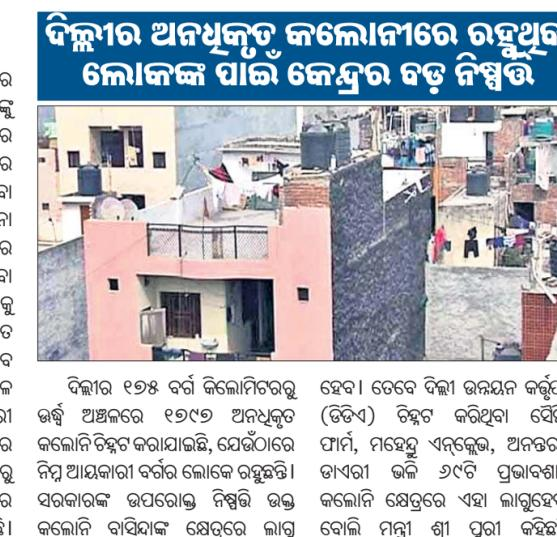 ଦିଲ୍ଲୀର ଅନଧିକୃତ କଲୋନୀରେ ରହୁଥିବ
ଲୋକଙ୍କ ପାଇଁ କେନ୍ଦ୍ରର ବଡ଼ ନିଷ୍ପତ୍ତି
ଦିଲ୍ଲୀର ୧୭୫ ବର୍ଗ କିଲୋମିଟରରୁ
ଊର୍ଦ୍ଧ୍ୱ ଅଞ୍ଚଳରେ ୧୭୯୭ ଅନଧିକୃତ
କଲୋନି ଚିହ୍ନଟ କରାଯାଇଛି, ଯେଉଁଠାରେ
ନିମ୍ନ ଆୟକାରୀ ବର୍ଗର ଲୋକେ ରହୁଛନ୍ତି।
ସରକାରଙ୍କ ଉପରୋକ୍ତ ନିଷ୍ପତ୍ତି ଉକ୍ତ
କଲୋନି ବାସିନ୍ଦାଙ୍କ କ୍ଷେତ୍ରରେ ଲାଗୁ
ହେବ। ତେବେ ଦିଲ୍ଲୀ ଉନ୍ନୟନ କର୍ତ୍ତୃପ
(ଡିଡିଏ) ଚିହ୍ନଟ କରିଥିବା ସୈନି
ଫାର୍ମ, ମହେନ୍ଦ୍ରୁ ଏନ୍‌କ୍ଲେଭ, ଅନନ୍ତର
ଡାଏରୀ ଭଳି ୬୯ଟି ପ୍ରଭାବଶା
କଲୋନି କ୍ଷେତ୍ରରେ ଏହା ଲାଗୁହେବ
ବୋଲି ମନ୍ତ୍ରୀ ଶ୍ରୀ ପୁରୀ କହିଛ